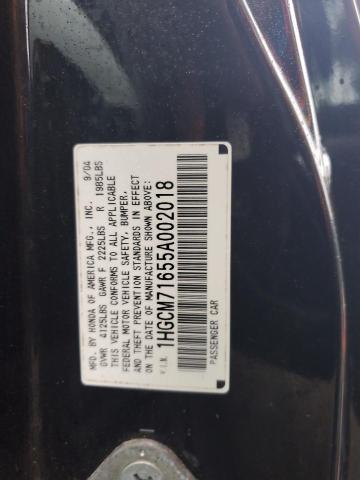 MFD. BY HONDA OF AMERICA MFG., INC. 9/04
GVWR 4125LBS GAWR F 2225LBS R 1985LBS
THIS VEHICLE CONFORMS TO ALL APPLICABLE
FEDERAL MOTOR VEHICLE SAFETY, BUMPER,
AND THEFT PREVENTION STANDARDS IN EFFECT
ON THE DATE OF MANUFACTURE SHOWN ABOVE:
V.I.N. 1HGCM71655A002018
PASSENGER CAR